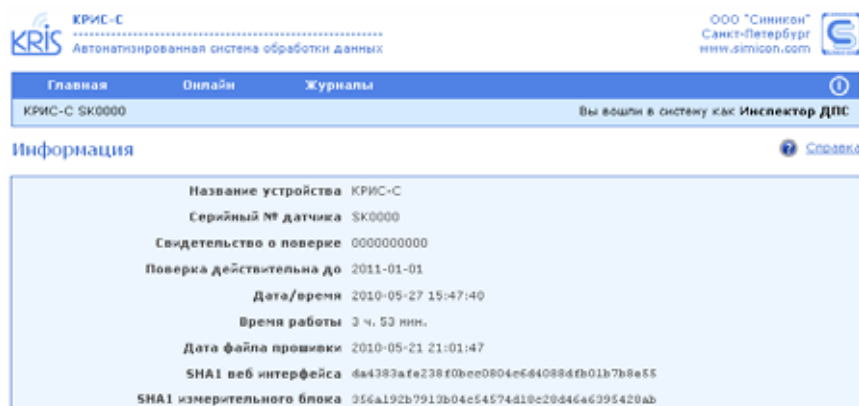 KRIS
КРИС-С
Автоматизированная система обработки данных
ООО "Симикон"
Санкт-Петербург
www.simicon.com
Главная Онлайн Журналы
КРИС-С SK0000 Вы вошли в систему как Инспектор ДПС
Информация Справка
Название устройства КРИС-С
Серийный № датчика SK0000
Свидетельство о поверке 0000000000
Поверка действительна до 2011-01-01
Дата/время 2010-05-27 15:47:40
Время работы 3 ч. 53 мин.
Дата файла прошивки 2010-05-21 21:01:47
SHA1 веб интерфейса
SHA1 измерительного блока